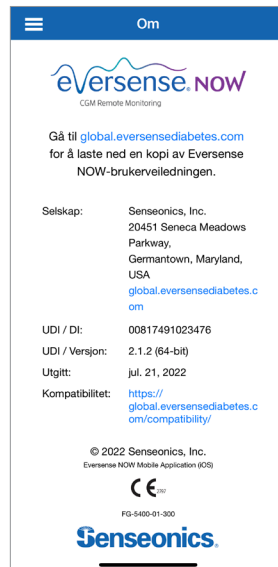 Om
eversense® NOW
CGM Remote Monitoring
Gå til global.eversensediabetes.com
for å laste ned en kopi av Eversense
NOW-brukerveiledningen.
Selskap: Senseonics, Inc.
20451 Seneca Meadows
Parkway,
Germantown, Maryland,
USA
global.eversensediabetes.c
om
UDI / DI: 00817491023476
UDI / Versjon: 2.1.2 (64-bit)
Utgitt: jul. 21, 2022
Kompatibilitet: https://
global.eversensediabetes.c
om/compatibility/
© 2022 Senseonics, Inc.
Eversense NOW Mobile Application (iOS)
CE 2797
FG-5400-01-300
Senseonics®